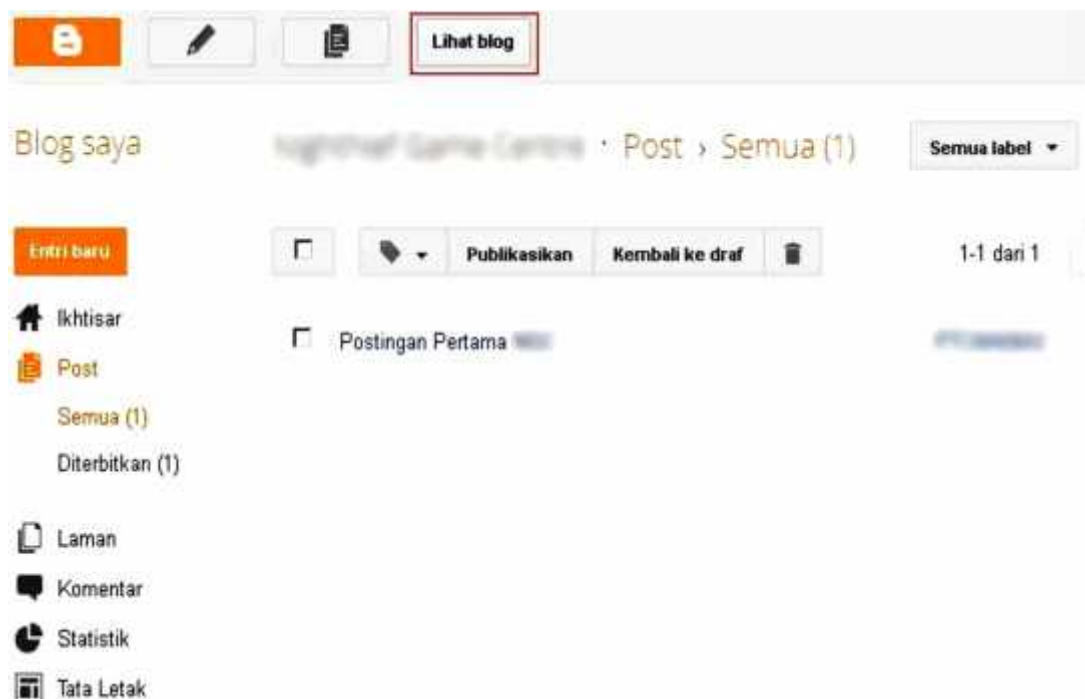 Lihat blog
Blog saya
· Post › Semua (1)
Semua label
Entri baru
Publikasikan
Kembali ke draf
1-1 dari 1
Ikhtisar
Postingan Pertama
Post
Semua (1)
Diterbitkan (1)
Laman
Komentar
Statistik
Tata Letak